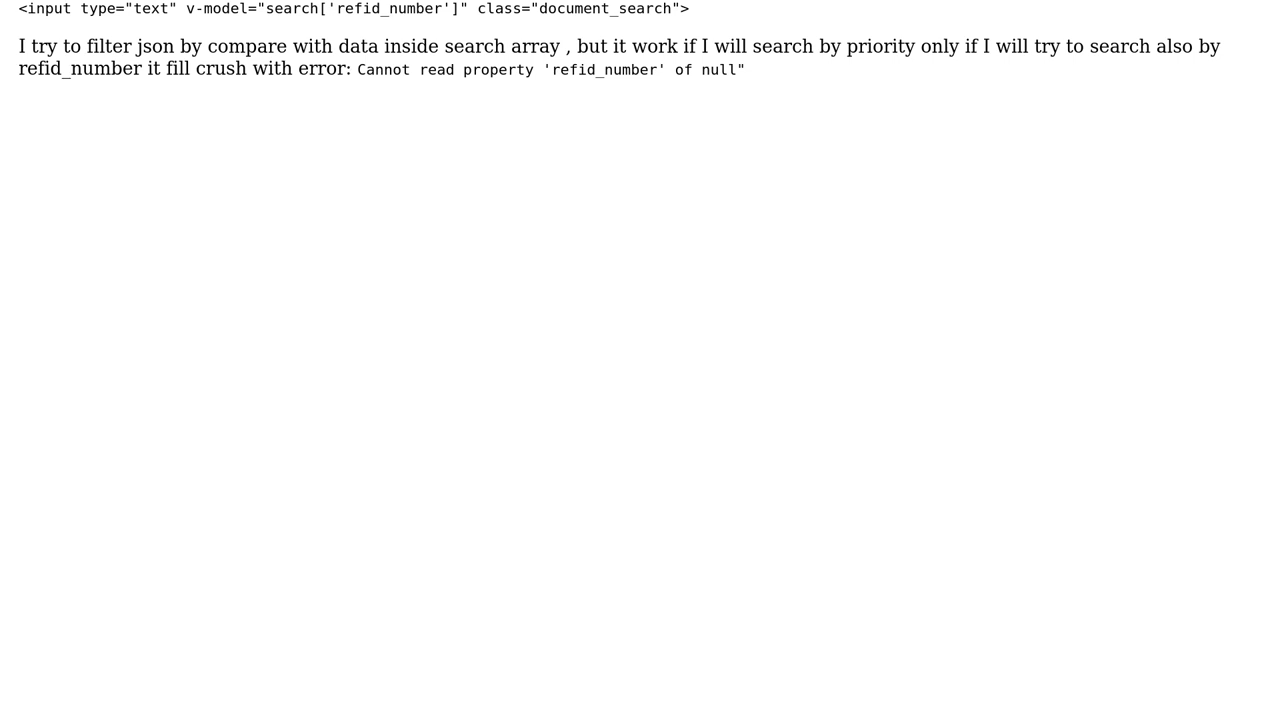 <input type="text" v-model="search['refid_number']" class="document_search">
I try to filter json by compare with data inside search array , but it work if I will search by priority only if I will try to search also by
refid_number it fill crush with error: Cannot read property 'refid_number' of null"